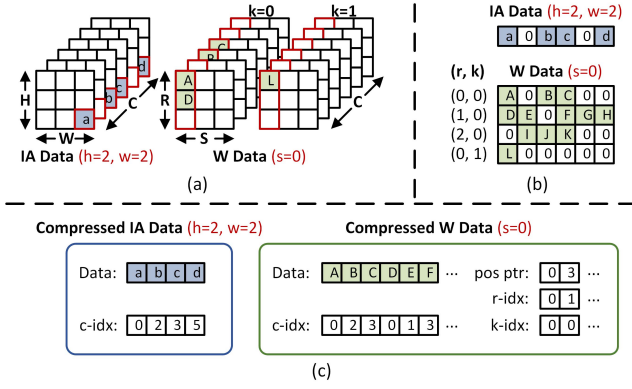 k=0 k=1
d
c
b
a
H
W
C
IA Data (h=2, w=2)
C
B
A
D
L
R
S
C
W Data (s=0)
(a)
IA Data (h=2, w=2)
a 0 b c 0 d
(r, k) W Data (s=0)
(0, 0) A 0 B C 0 0
(1, 0) D E 0 F G H
(2, 0) 0 I J K 0 0
(0, 1) L 0 0 0 0 0
(b)
Compressed IA Data (h=2, w=2)
Data: a b c d
c-idx: 0 2 3 5
Compressed W Data (s=0)
Data: A B C D E F ...
c-idx: 0 2 3 0 1 3 ...
pos ptr: 0 3 ...
r-idx: 0 1 ...
k-idx: 0 0 ...
(c)